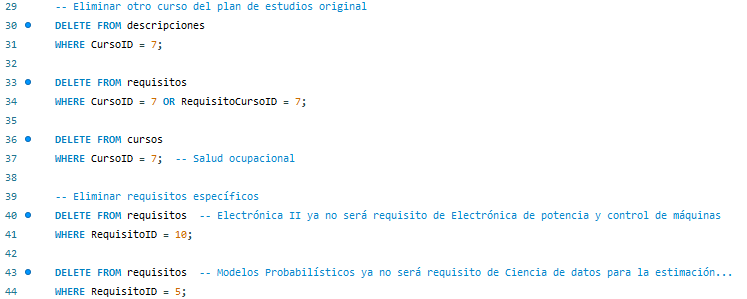 29 -- Eliminar otro curso del plan de estudios original
30 DELETE FROM descripciones
31 WHERE CursoID = 7;
32
33 DELETE FROM requisitos
34 WHERE CursoID = 7 OR RequisitoCursoID = 7;
35
36 DELETE FROM cursos
37 WHERE CursoID = 7; -- Salud ocupacional
38
39 -- Eliminar requisitos específicos
40 DELETE FROM requisitos -- Electrónica II ya no será requisito de Electrónica de potencia y control de máquinas
41 WHERE RequisitoID = 10;
42
43 DELETE FROM requisitos -- Modelos Probabilísticos ya no será requisito de Ciencia de datos para la estimación...
44 WHERE RequisitoID = 5;